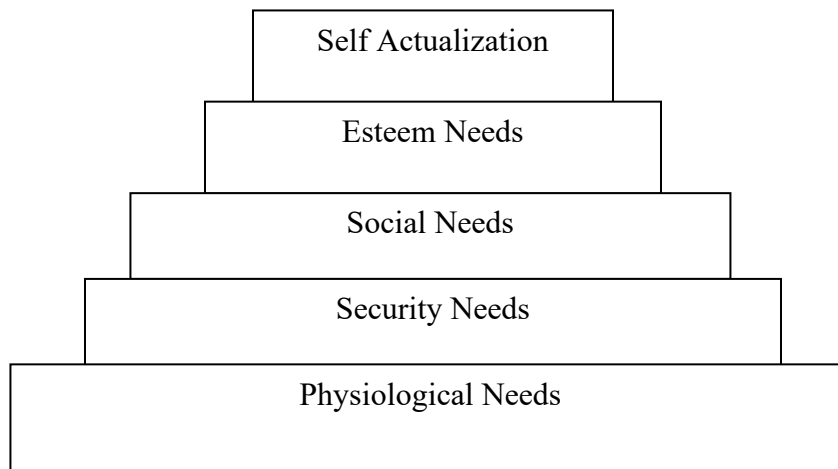 Self Actualization
Esteem Needs
Social Needs
Security Needs
Physiological Needs